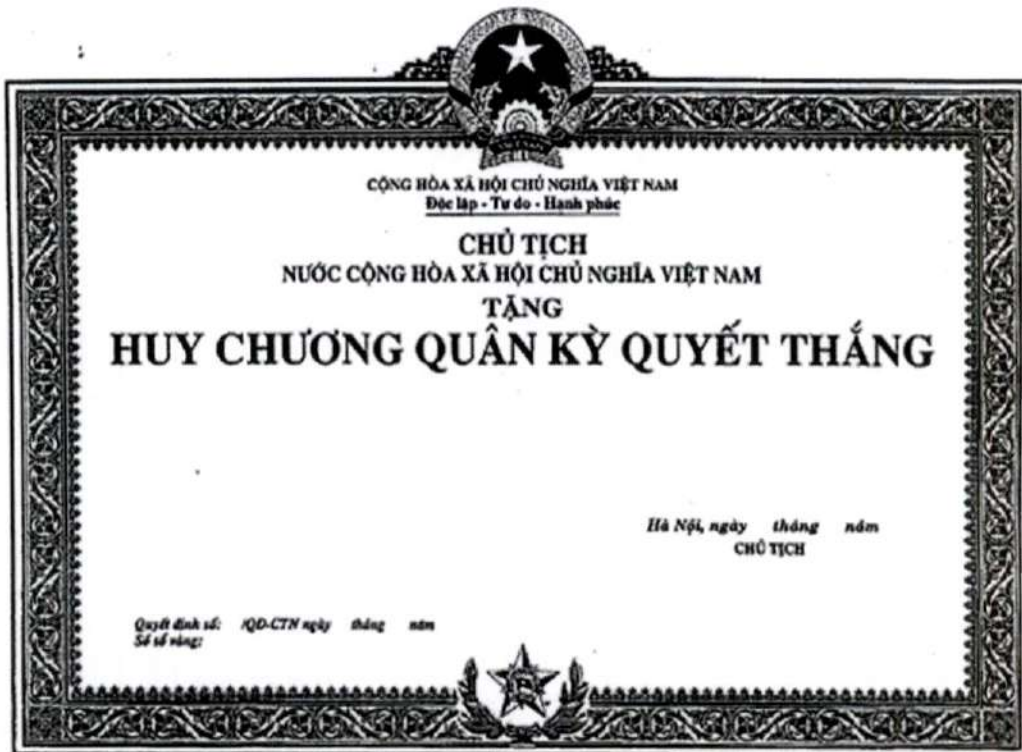 CỘNG HÒA XÃ HỘI CHỦ NGHĨA VIỆT NAM
Độc lập - Tự do - Hạnh phúc
CHỦ TỊCH
NƯỚC CỘNG HÒA XÃ HỘI CHỦ NGHĨA VIỆT NAM
TẶNG
HUY CHƯƠNG QUÂN KỲ QUYẾT THẮNG
Hà Nội, ngày tháng năm
CHỦ TỊCH
Quyết định số: /QĐ-CTN ngày tháng năm
Số sổ vàng: